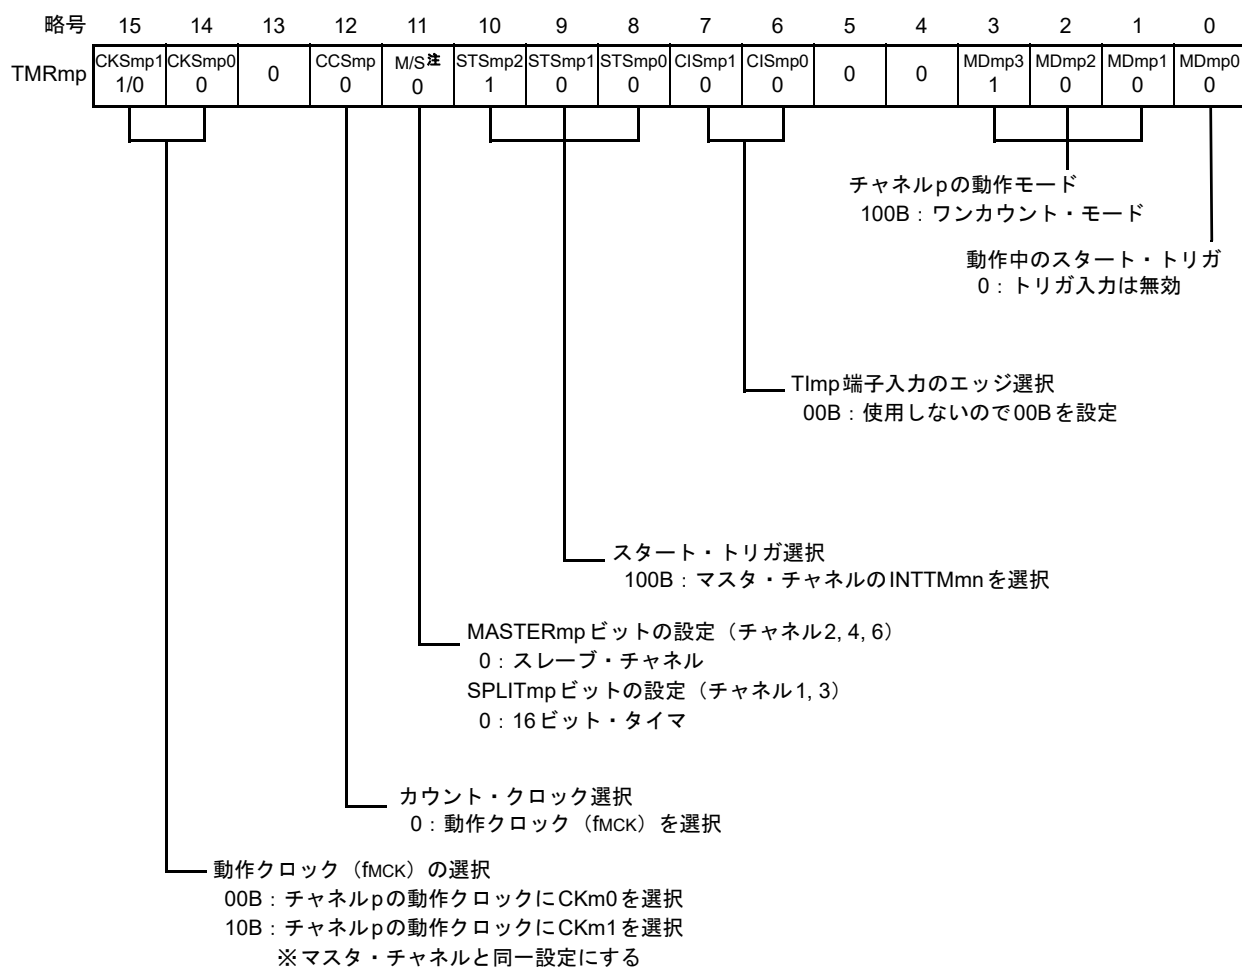 略号 15 14 13 12 11 10 9 8 7 6 5 4 3 2 1 0
TMRmp CKSmp1 CKSmp0 CCSmp M/S注 STSmp2 STSmp1 STSmp0 CISmp1 CISmp0 MDmp3 MDmp2 MDmp1 MDmp0
1/0 0 0 0 0 1 0 0 0 0 0 0 1 0 0 0
チャネルpの動作モード
100B：ワンカウント・モード
動作中のスタート・トリガ
0：トリガ入力は無効
TImp端子入力のエッジ選択
00B：使用しないので00Bを設定
スタート・トリガ選択
100B：マスタ・チャネルのINTTMmnを選択
MASTERmpビットの設定（チャネル2, 4, 6）
0：スレーブ・チャネル
SPLITmpビットの設定（チャネル1, 3）
0：16ビット・タイマ
カウント・クロック選択
0：動作クロック（fMCK）を選択
動作クロック（fMCK）の選択
00B：チャネルpの動作クロックにCKm0を選択
10B：チャネルpの動作クロックにCKm1を選択
※マスタ・チャネルと同一設定にする